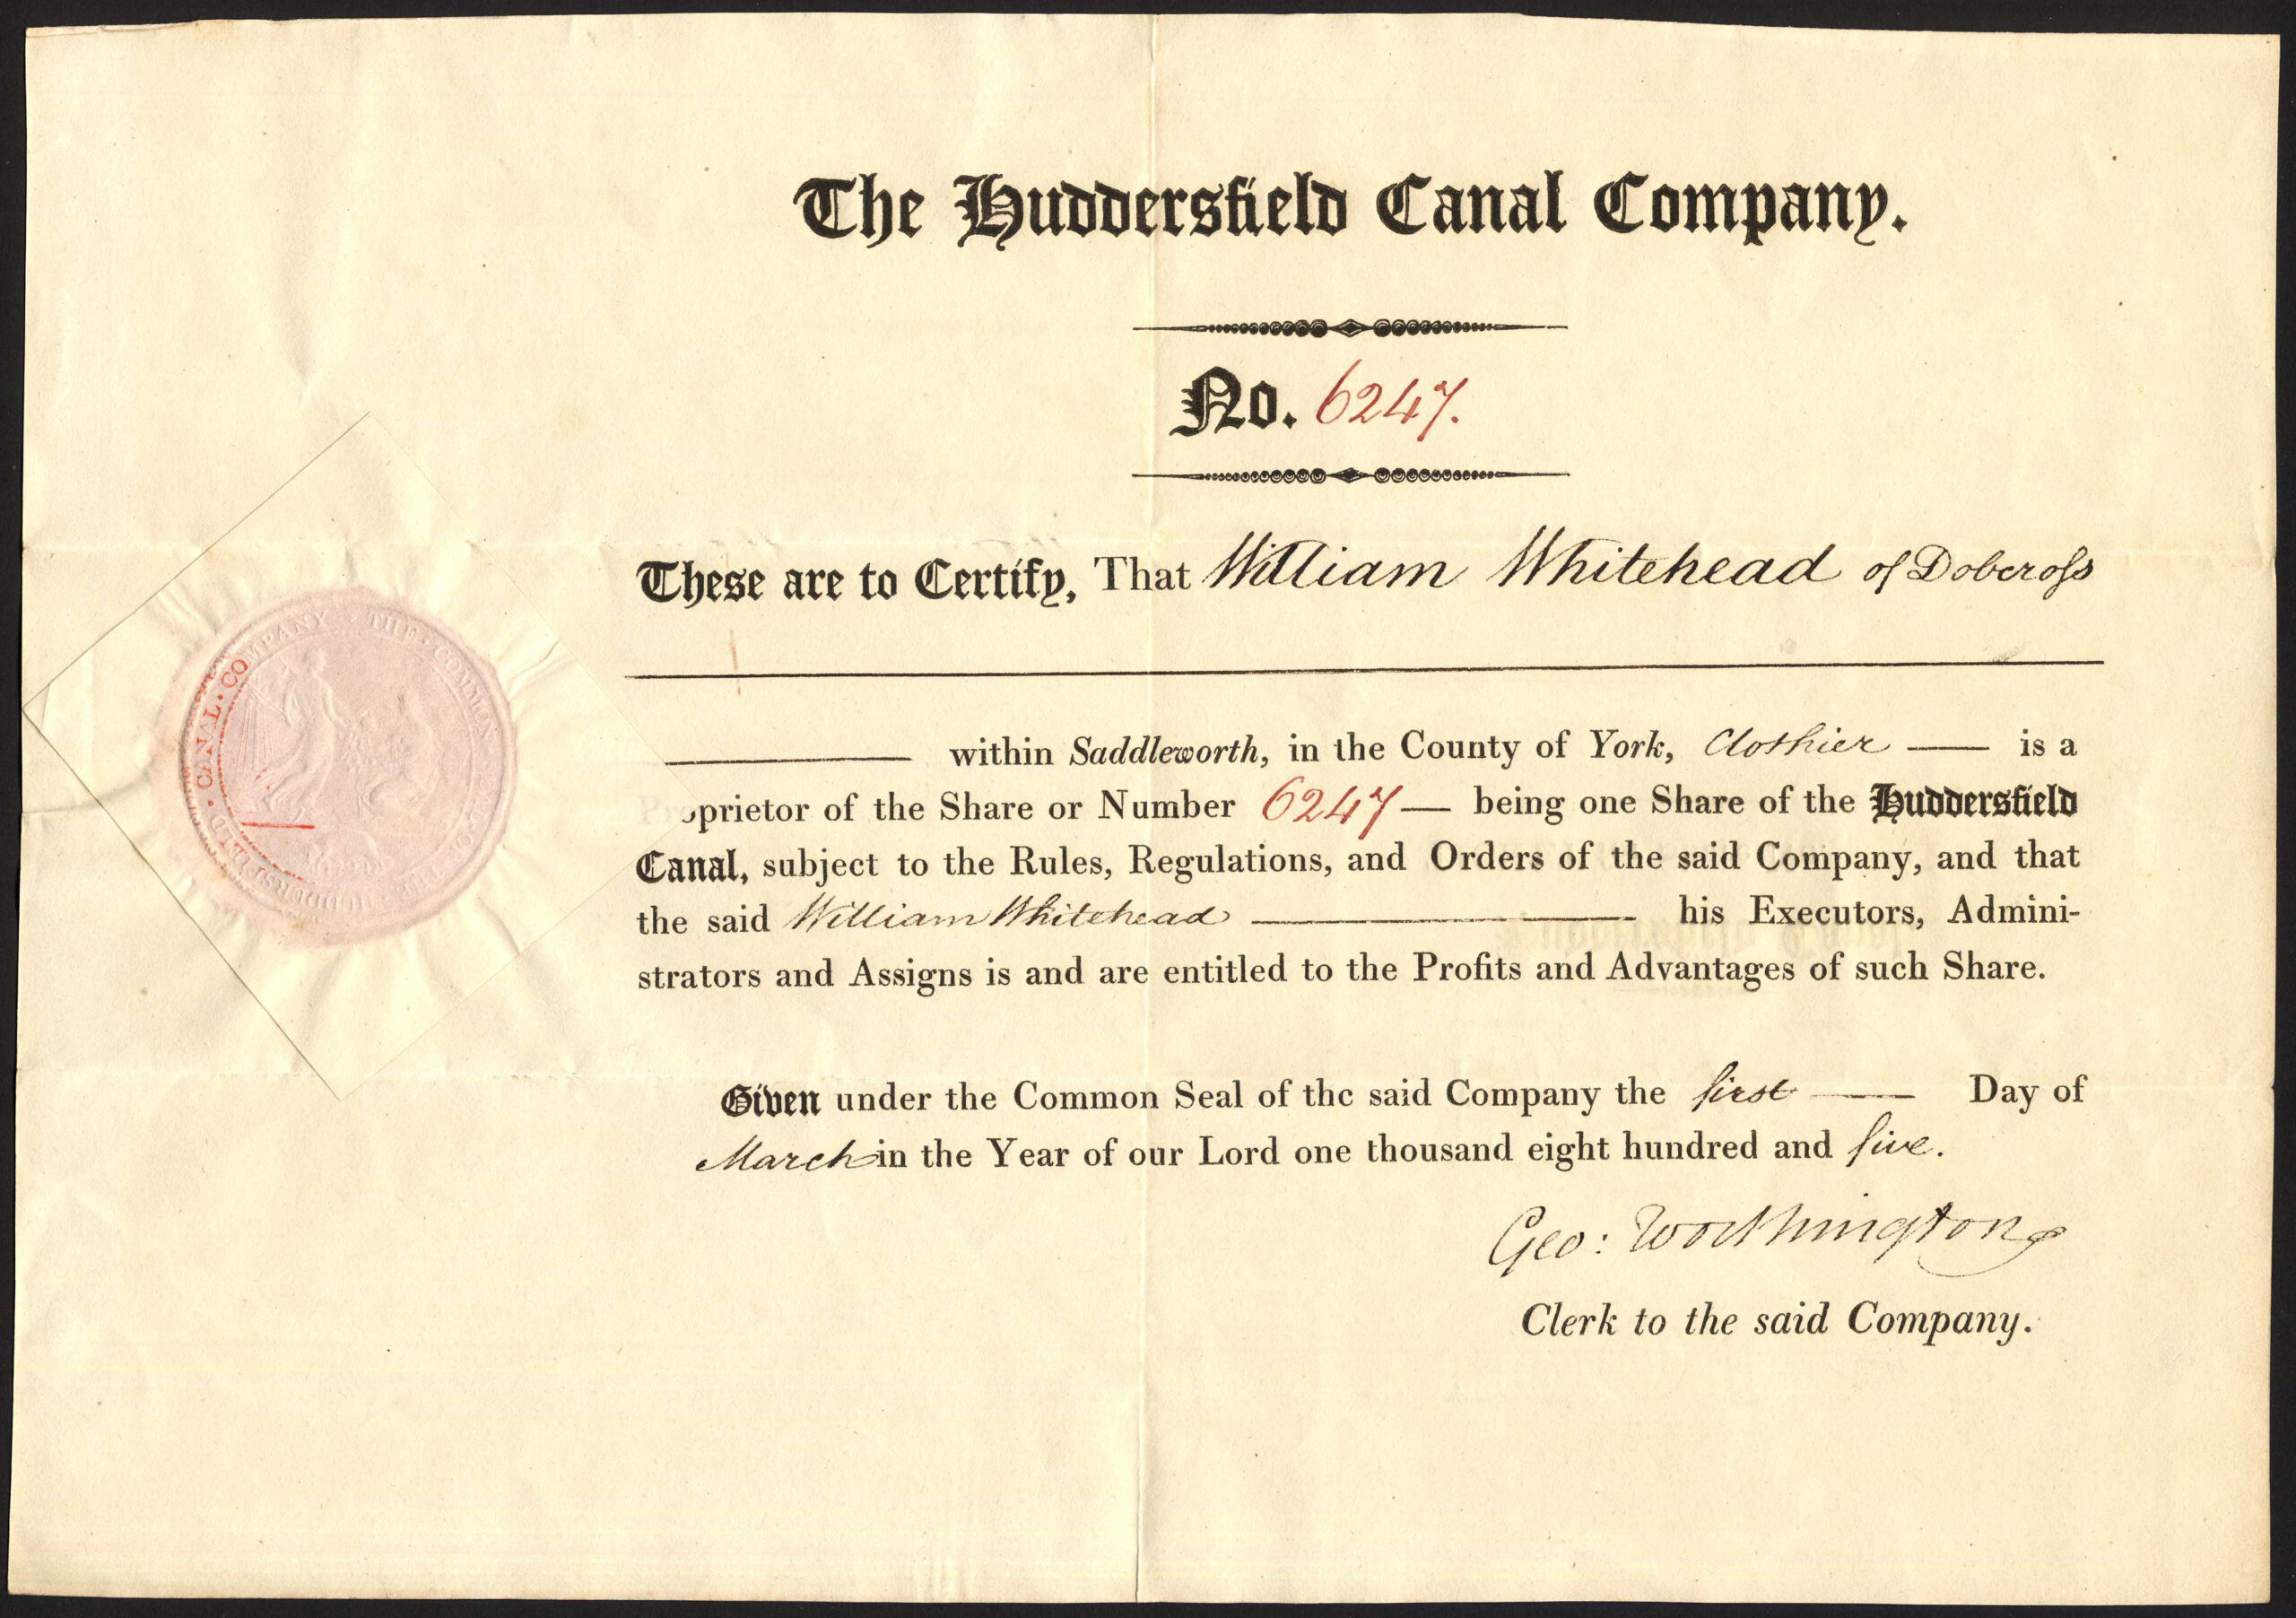 The Huddersfield Canal Company.
No. 6247.
These are to Certify, That William Whitehead of Dobcross
within Saddleworth, in the County of York, Clothier — is a
Proprietor of the Share or Number 6247 — being one Share of the Huddersfield
Canal, subject to the Rules, Regulations, and Orders of the said Company, and that
the said William Whitehead — his Executors, Admini-
strators and Assigns is and are entitled to the Profits and Advantages of such Share.
Given under the Common Seal of the said Company the first — Day of
March in the Year of our Lord one thousand eight hundred and five.
Geo: Worthington
Clerk to the said Company.
THE · COMMON
HUDDERSFIELD · CANAL · COMPANY